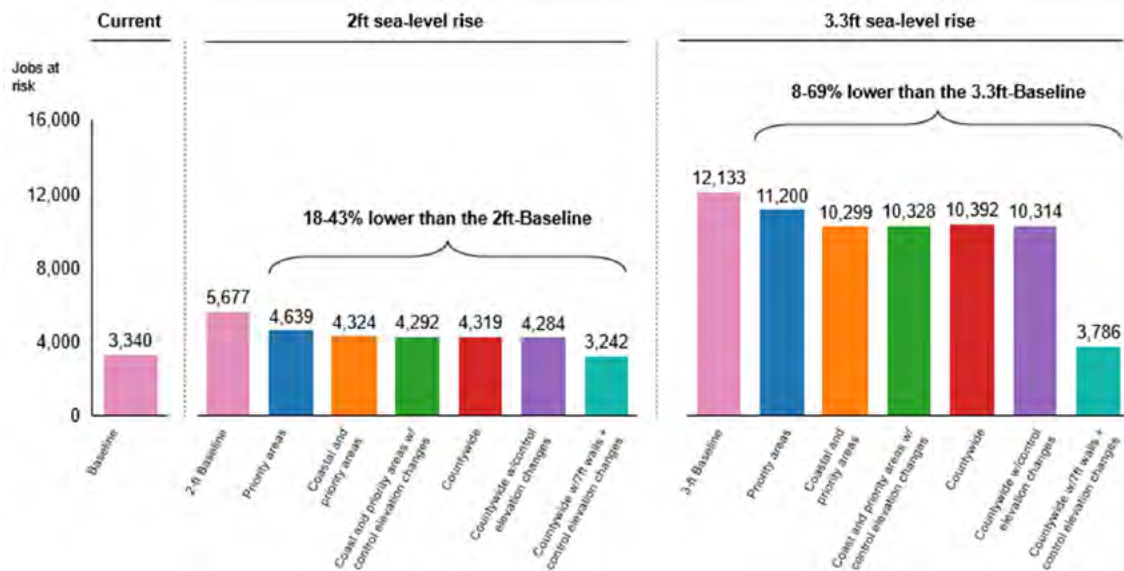 Current
2ft sea-level rise
3.3ft sea-level rise
Jobs at
risk
8-69% lower than the 3.3ft-Baseline
18-43% lower than the 2ft-Baseline
16,000
12,000
8,000
4,000
0
3,340
5,677
4,639
4,324
4,292
4,319
4,284
3,242
12,133
11,200
10,299
10,328
10,392
10,314
3,786
Baseline
2-ft Baseline
Priority areas
Coastal and
priority areas
Coast and priority areas w/
control elevation changes
Countywide
Countywide w/control
elevation changes
Countywide w/7ft walls +
control elevation changes
3-ft Baseline
Priority areas
Coastal and
priority areas
Coast and priority areas w/
control elevation changes
Countywide
Countywide w/control
elevation changes
Countywide w/7ft walls +
control elevation changes